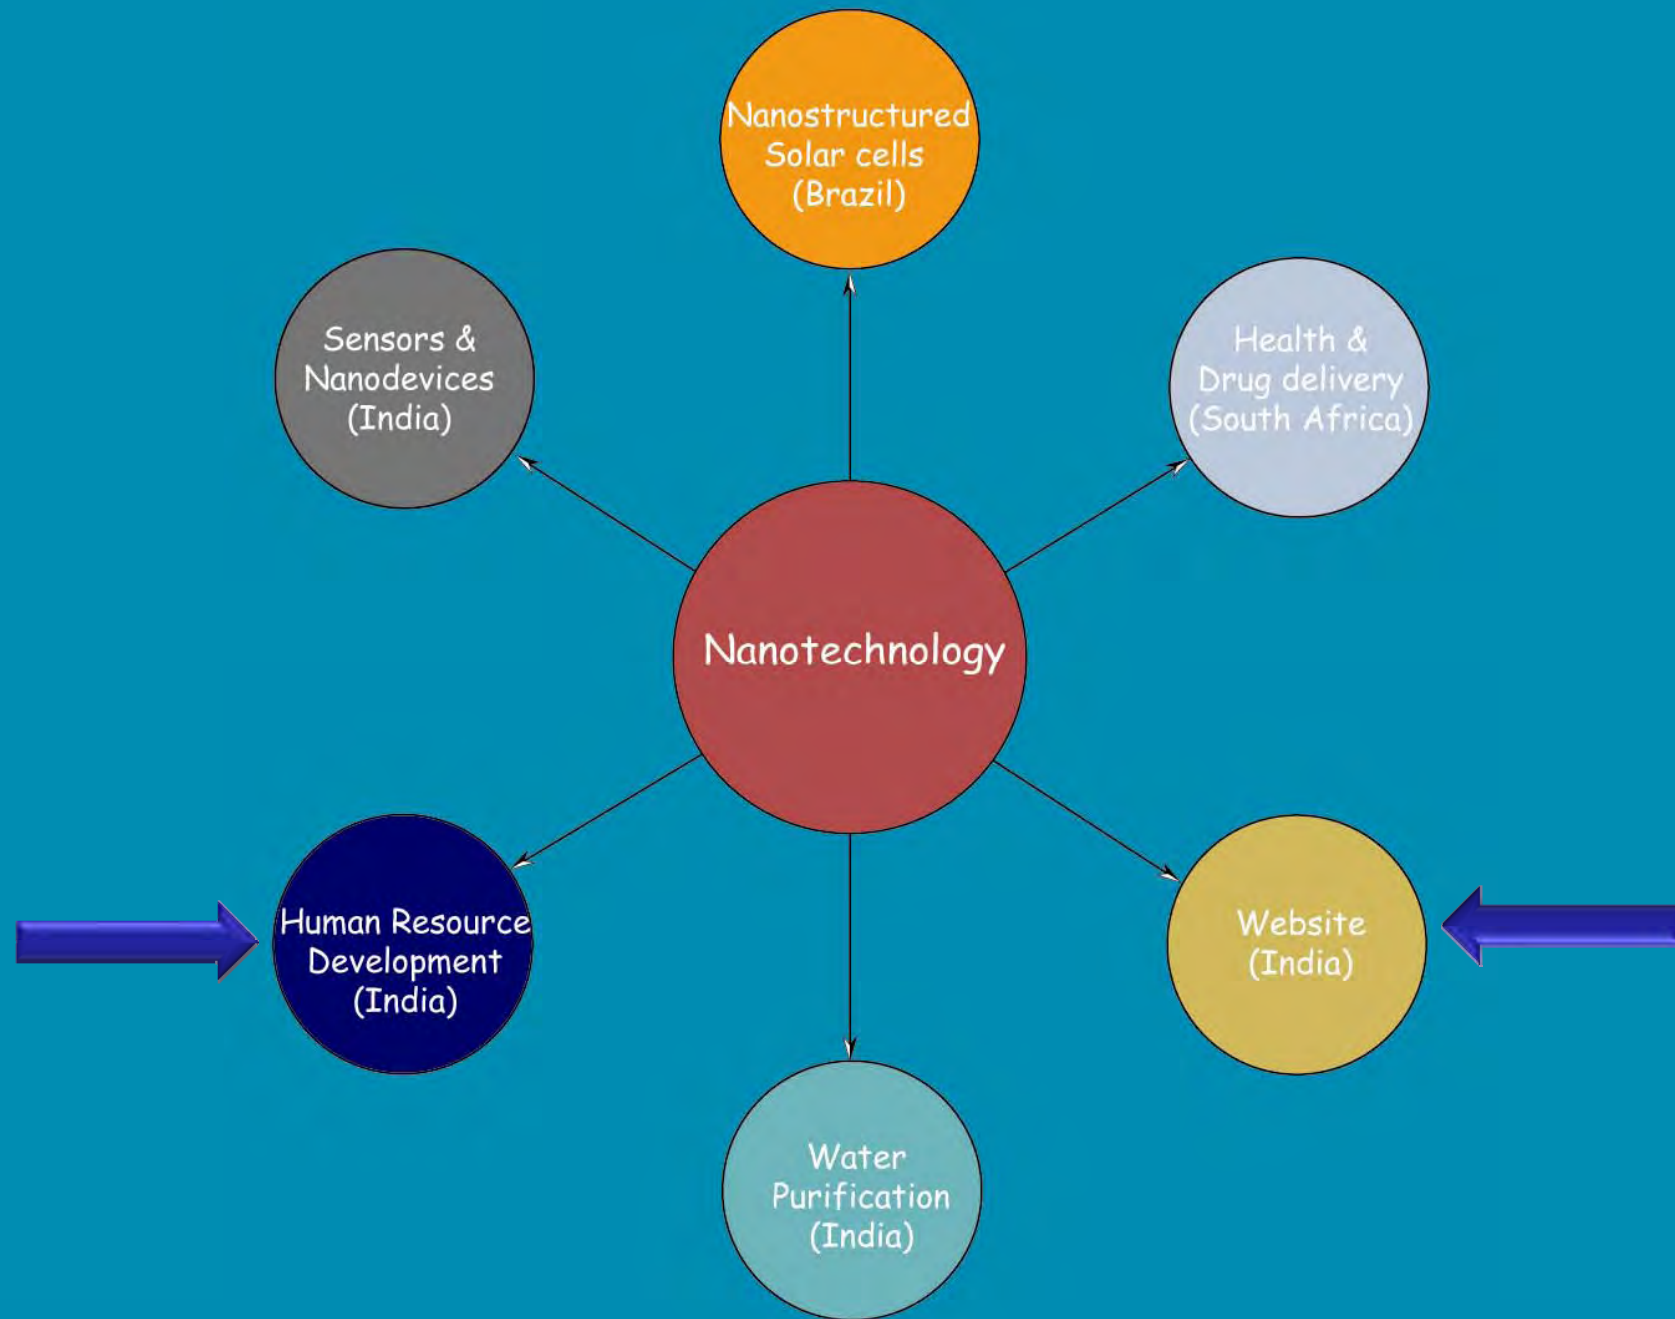 Nanostructured
Solar cells
(Brazil)
Sensors &
Nanodevices
(India)
Health &
Drug delivery
(South Africa)
Nanotechnology
Human Resource
Development
(India)
Website
(India)
Water
Purification
(India)